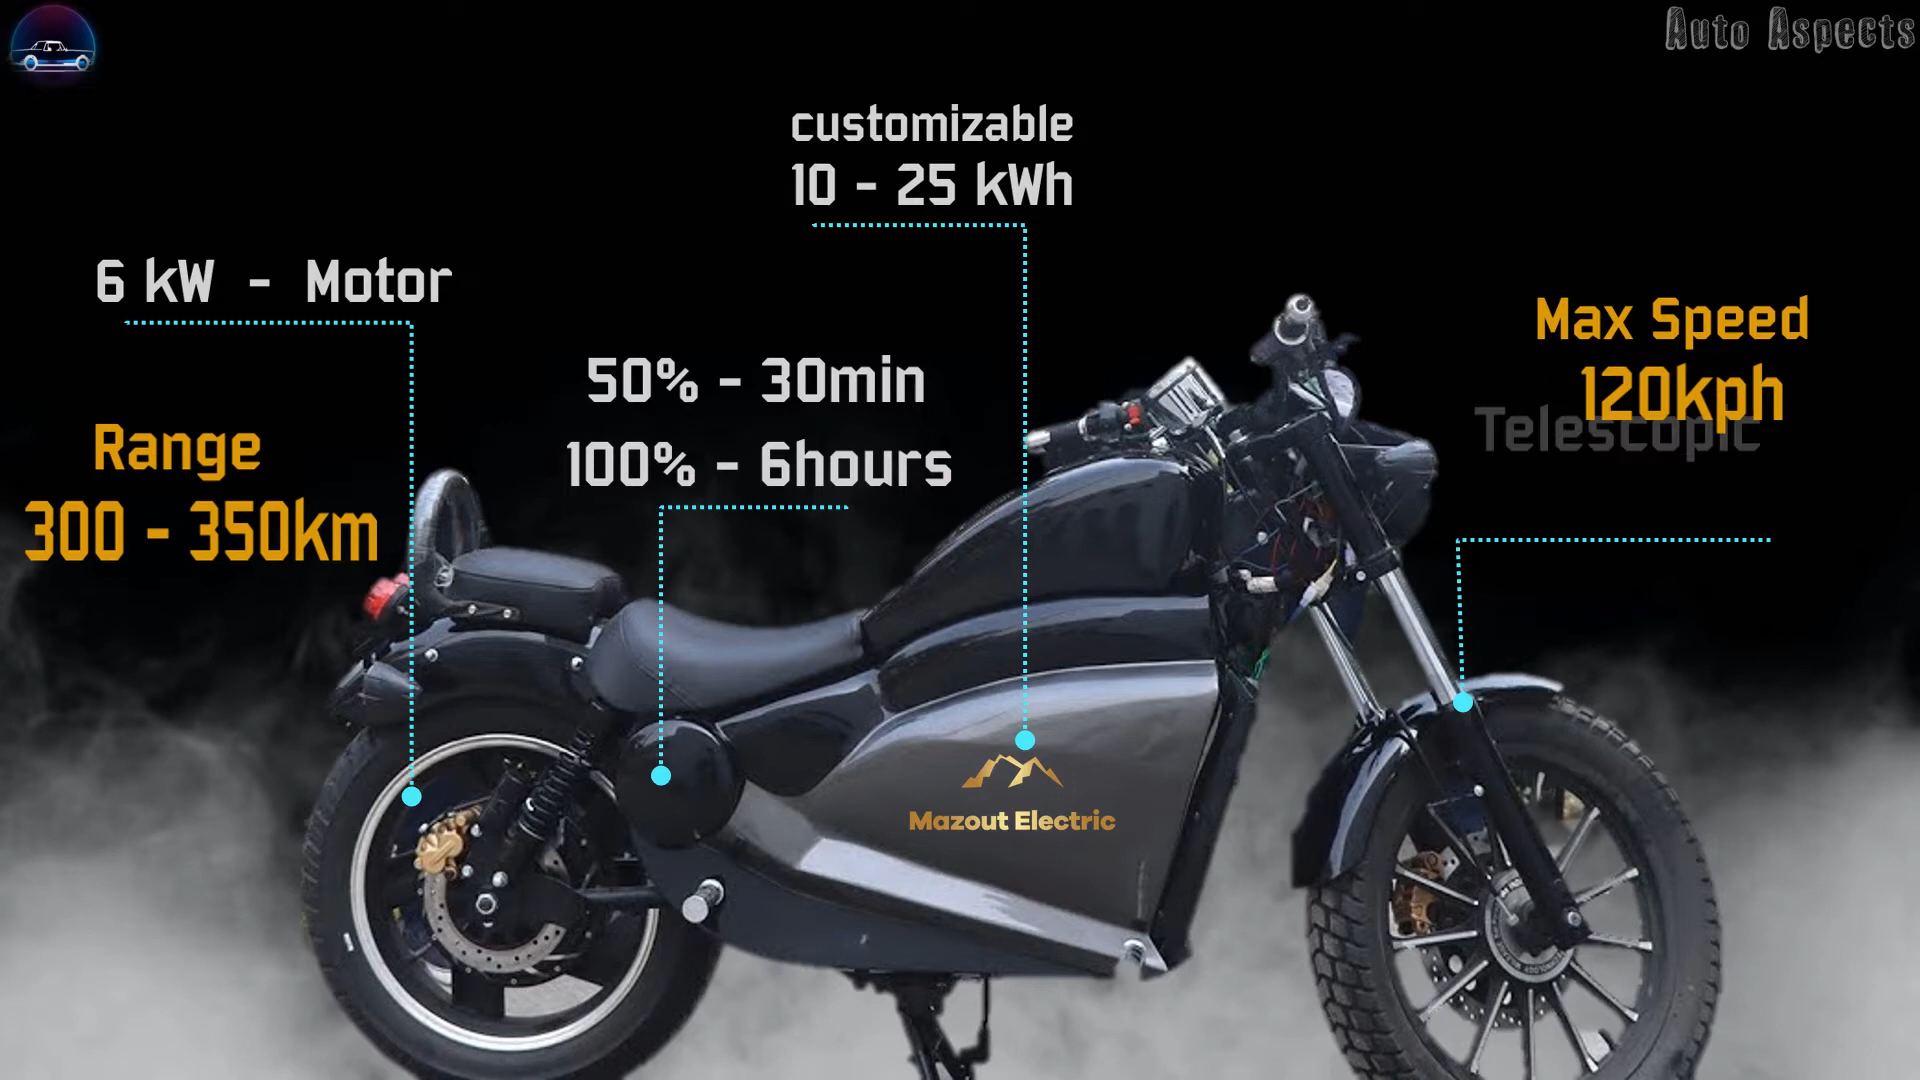 Auto Aspects
customizable
10 - 25 kWh
6 kW - Motor
Max Speed
120kph
Telescopic
50% - 30min
100% - 6hours
Range
300 - 350km
Mazout Electric